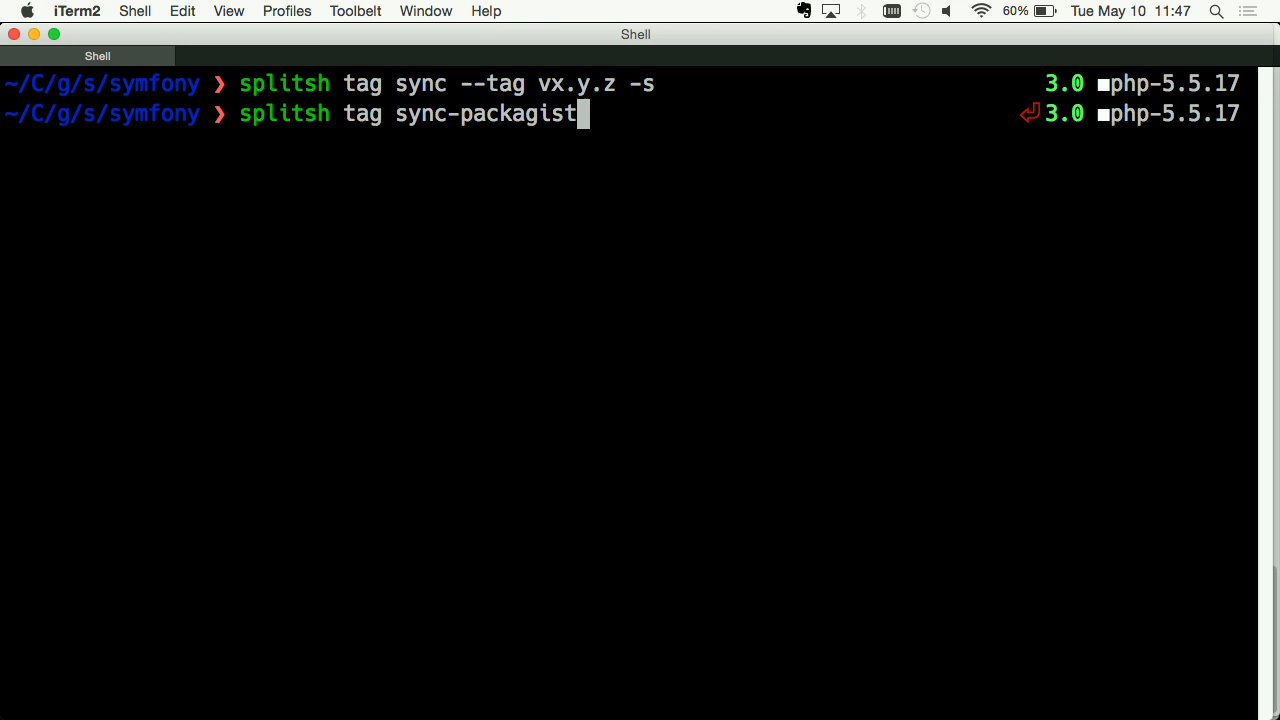 iTerm2 Shell Edit View Profiles Toolbelt Window Help 60% Tue May 10 11:47
Shell
Shell
~/C/g/s/symfony ❯ splitsh tag sync --tag vx.y.z -s 3.0 ■php-5.5.17
~/C/g/s/symfony ❯ splitsh tag sync-packagist ⏎ 3.0 ■php-5.5.17